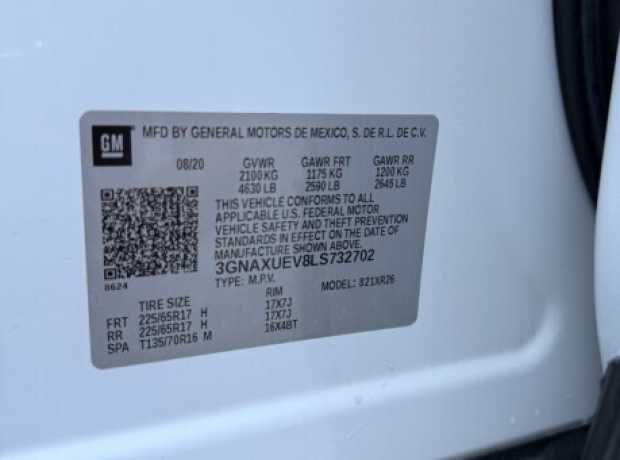 GM MFD BY GENERAL MOTORS DE MEXICO, S. DE R.L. DE C.V.
08/20 GVWR GAWR FRT GAWR RR
2100 KG 1175 KG 1200 KG
4630 LB 2590 LB 2645 LB
THIS VEHICLE CONFORMS TO ALL
APPLICABLE U.S. FEDERAL MOTOR
VEHICLE SAFETY AND THEFT PREVENTION
STANDARDS IN EFFECT ON THE DATE OF
MANUFACTURE SHOWN ABOVE.
3GNAXUEV8LS732702
8624
TYPE: M.P.V. MODEL: 821XR26
TIRE SIZE RIM
FRT 225/65R17 H 17X7J
RR 225/65R17 H 17X7J
SPA T135/70R16 M 16X4BT